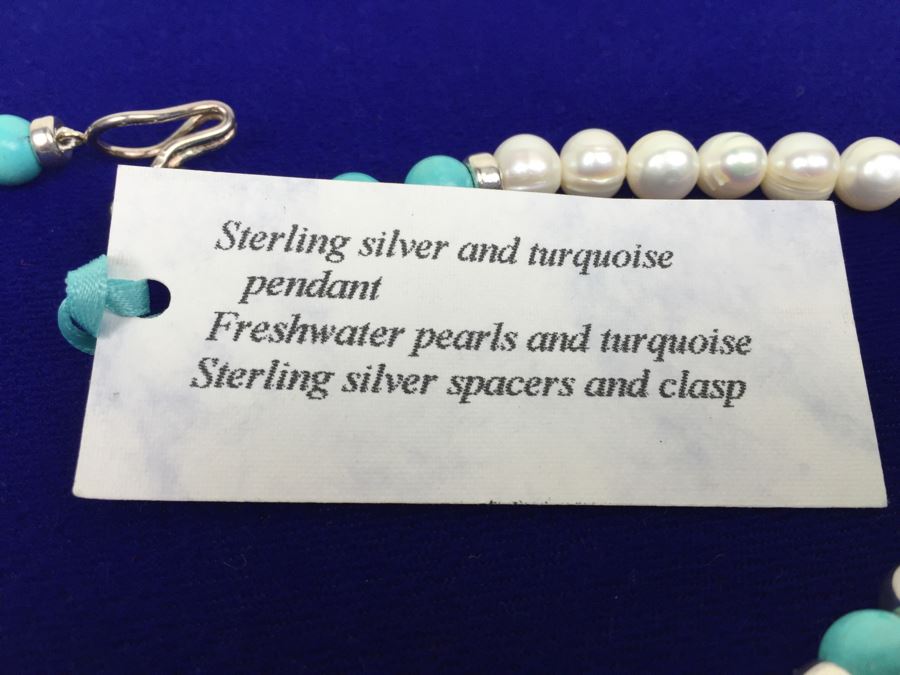 Sterling silver and turquoise
pendant
Freshwater pearls and turquoise
Sterling silver spacers and clasp